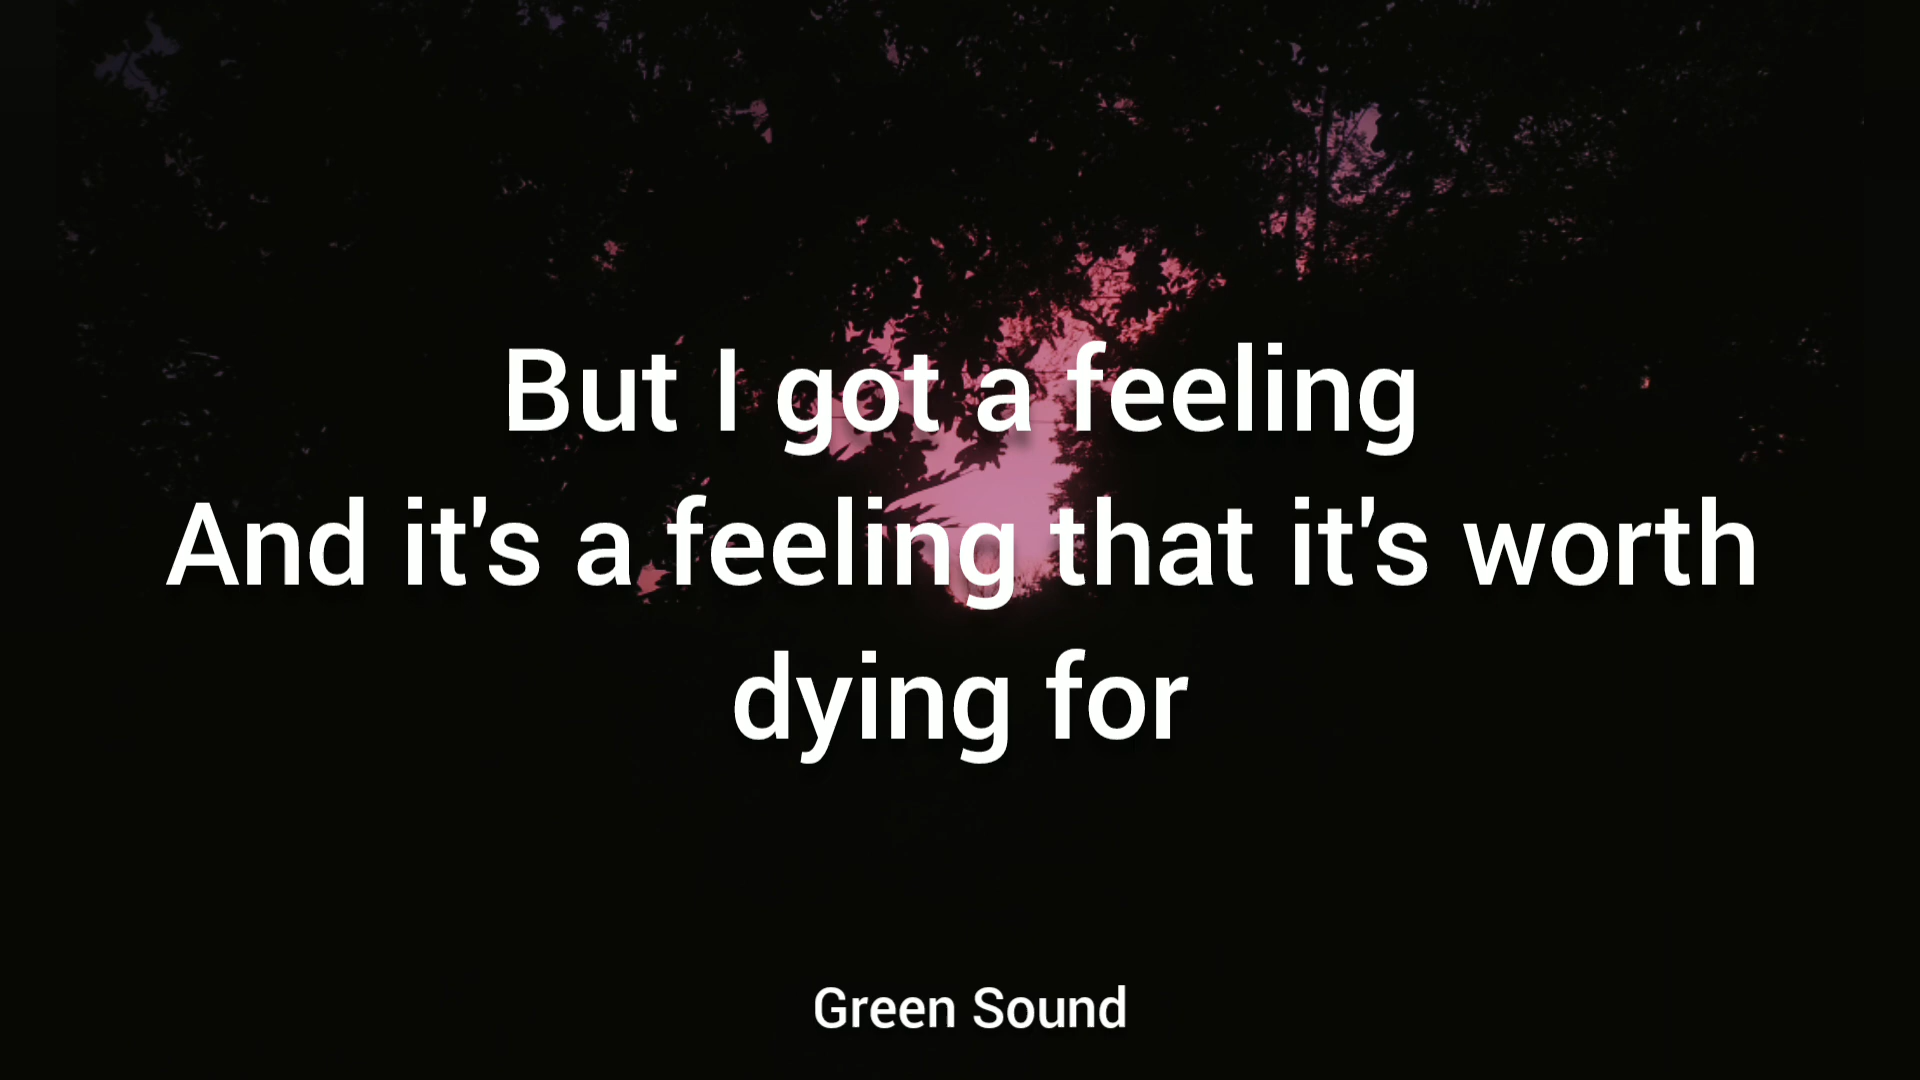 But I got a feeling
And it's a feeling that it's worth
dying for
Green Sound